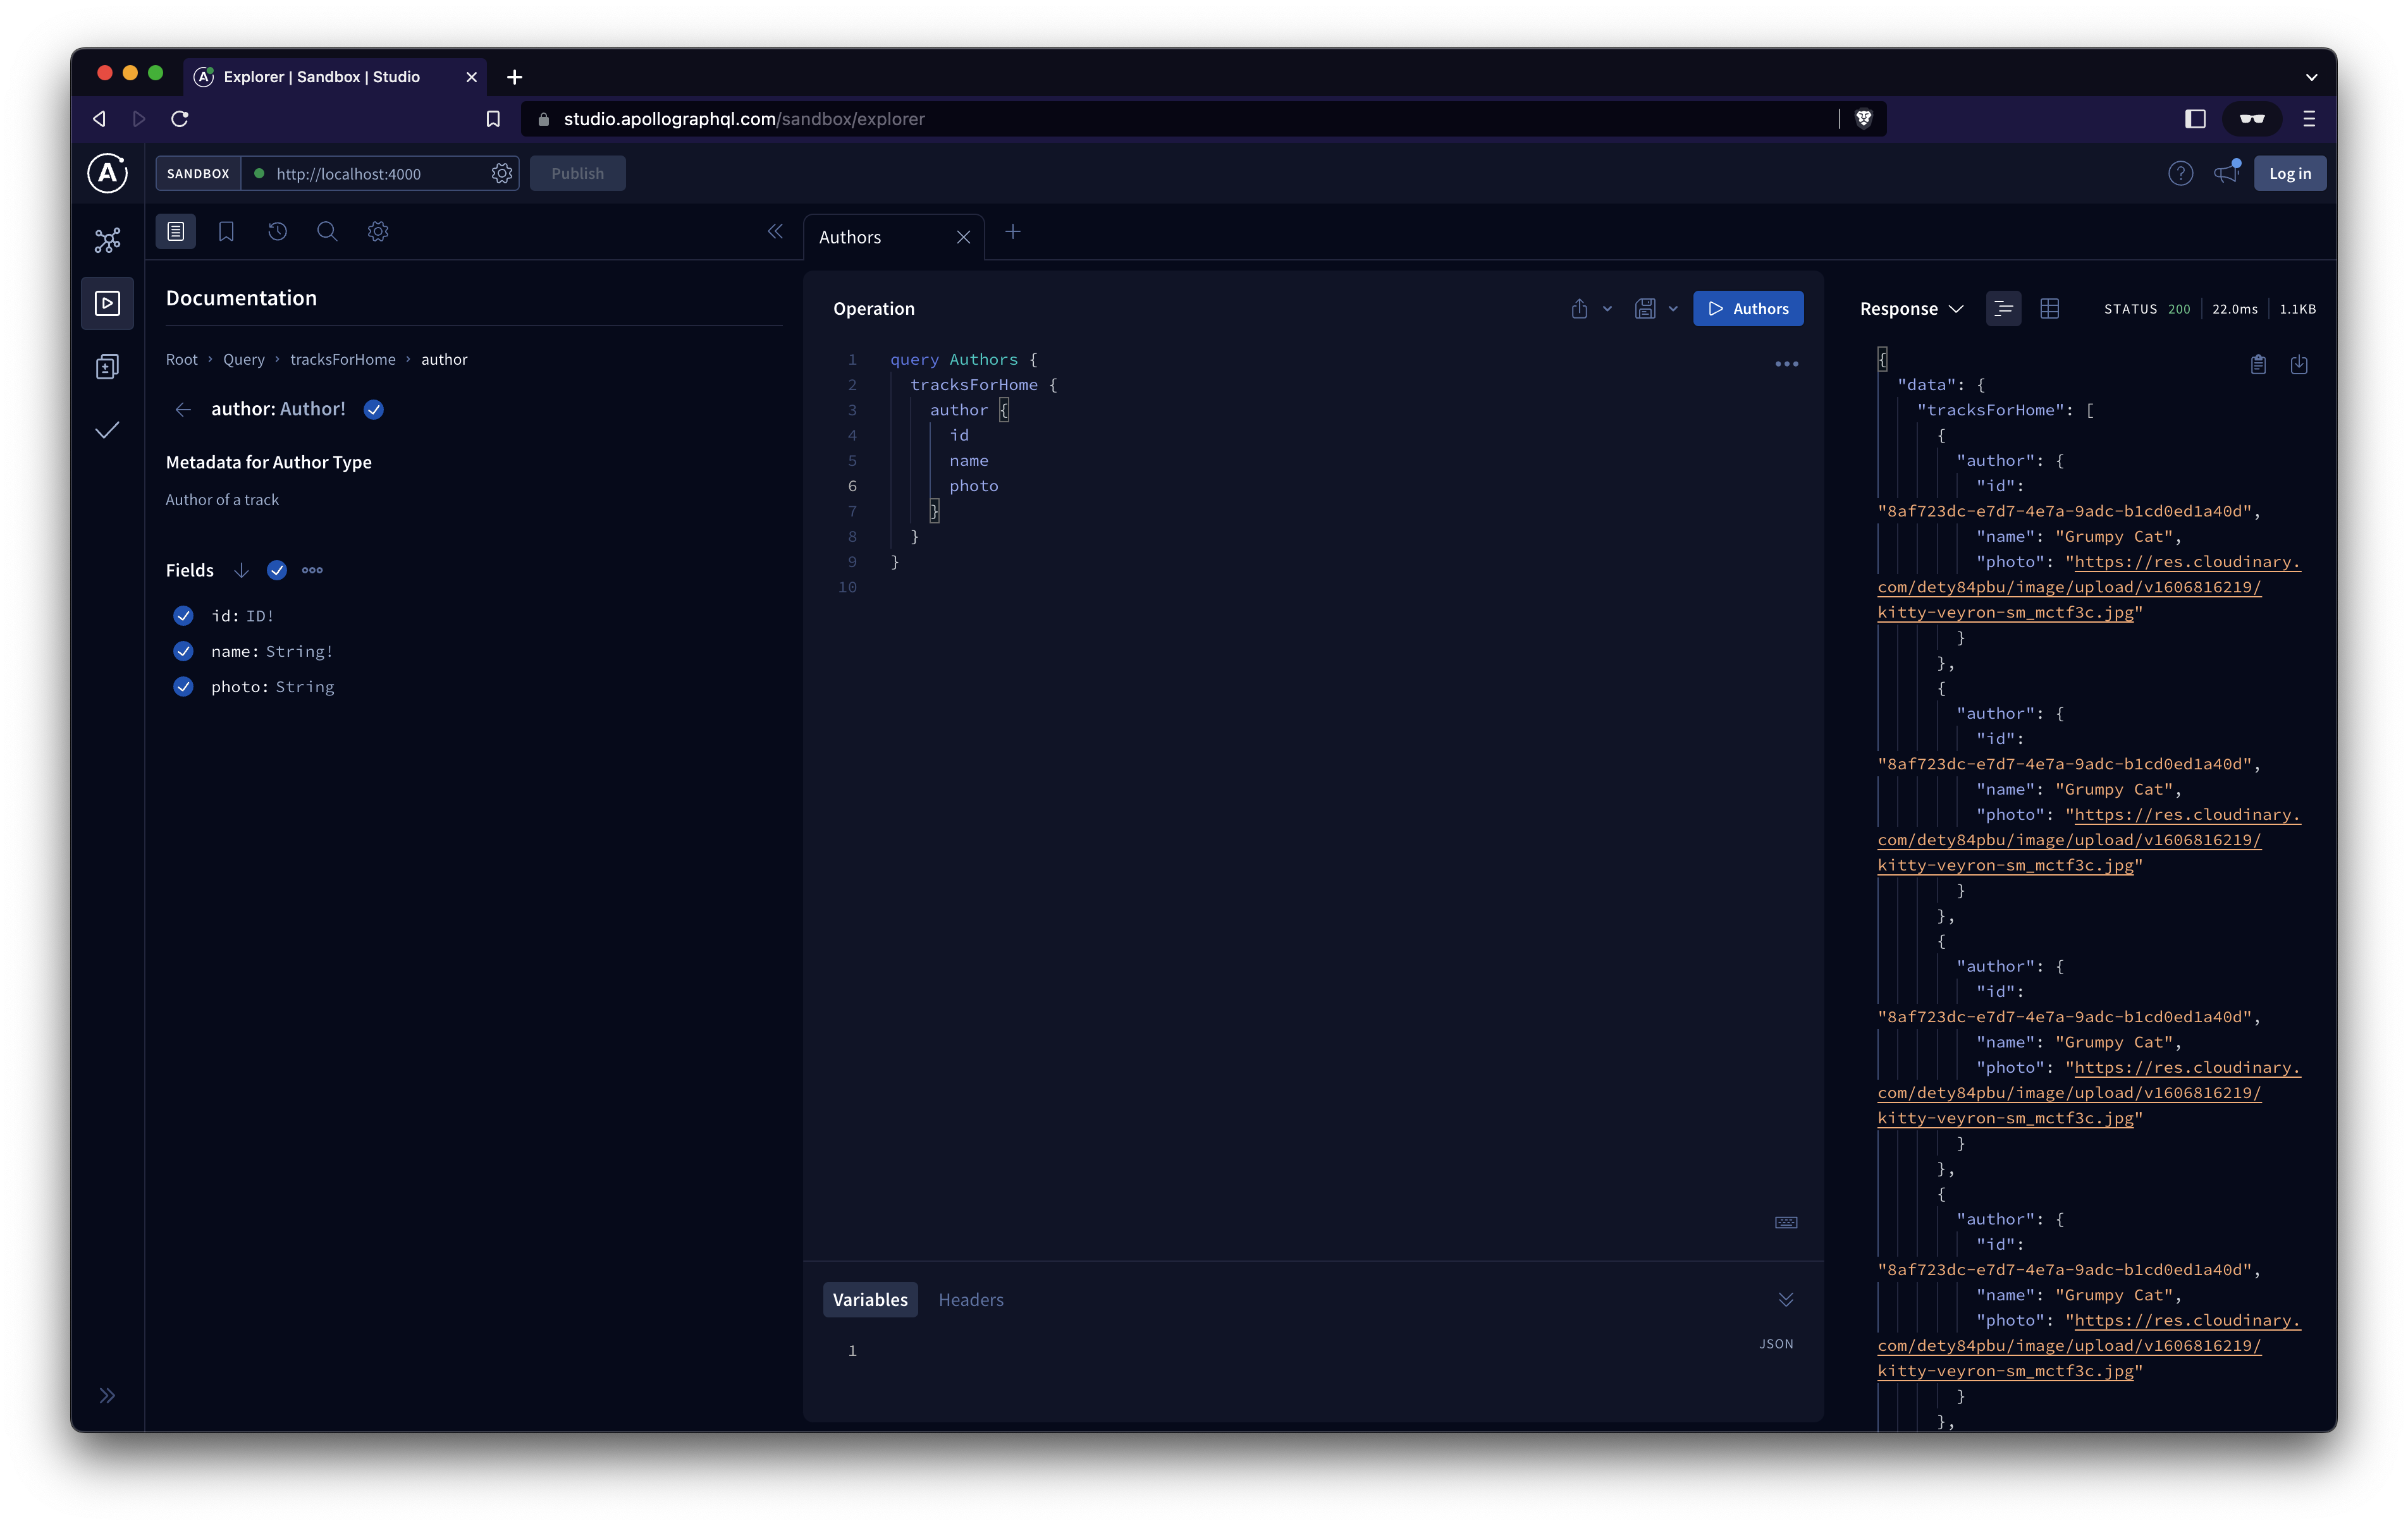 Explorer | Sandbox | Studio
studio.apollographql.com/sandbox/explorer
A
SANDBOX
http://localhost:4000
Publish
?
Log in
Authors
Documentation
Root › Query › tracksForHome › author
author: Author!
Metadata for Author Type
Author of a track
Fields
id: ID!
name: String!
photo: String
Operation
Authors
1 query Authors {
2 tracksForHome {
3 author {
4 id
5 name
6 photo
7 }
8 }
9 }
10
Variables
Headers
JSON
1
Response
STATUS 200
22.0ms
1.1KB
{
"data": {
"tracksForHome": [
{
"author": {
"id":
"8af723dc-e7d7-4e7a-9adc-b1cd0ed1a40d",
"name": "Grumpy Cat",
"photo": "https://res.cloudinary.
com/dety84pbu/image/upload/v1606816219/
kitty-veyron-sm_mctf3c.jpg"
}
},
{
"author": {
"id":
"8af723dc-e7d7-4e7a-9adc-b1cd0ed1a40d",
"name": "Grumpy Cat",
"photo": "https://res.cloudinary.
com/dety84pbu/image/upload/v1606816219/
kitty-veyron-sm_mctf3c.jpg"
}
},
{
"author": {
"id":
"8af723dc-e7d7-4e7a-9adc-b1cd0ed1a40d",
"name": "Grumpy Cat",
"photo": "https://res.cloudinary.
com/dety84pbu/image/upload/v1606816219/
kitty-veyron-sm_mctf3c.jpg"
}
},
{
"author": {
"id":
"8af723dc-e7d7-4e7a-9adc-b1cd0ed1a40d",
"name": "Grumpy Cat",
"photo": "https://res.cloudinary.
com/dety84pbu/image/upload/v1606816219/
kitty-veyron-sm_mctf3c.jpg"
}
},